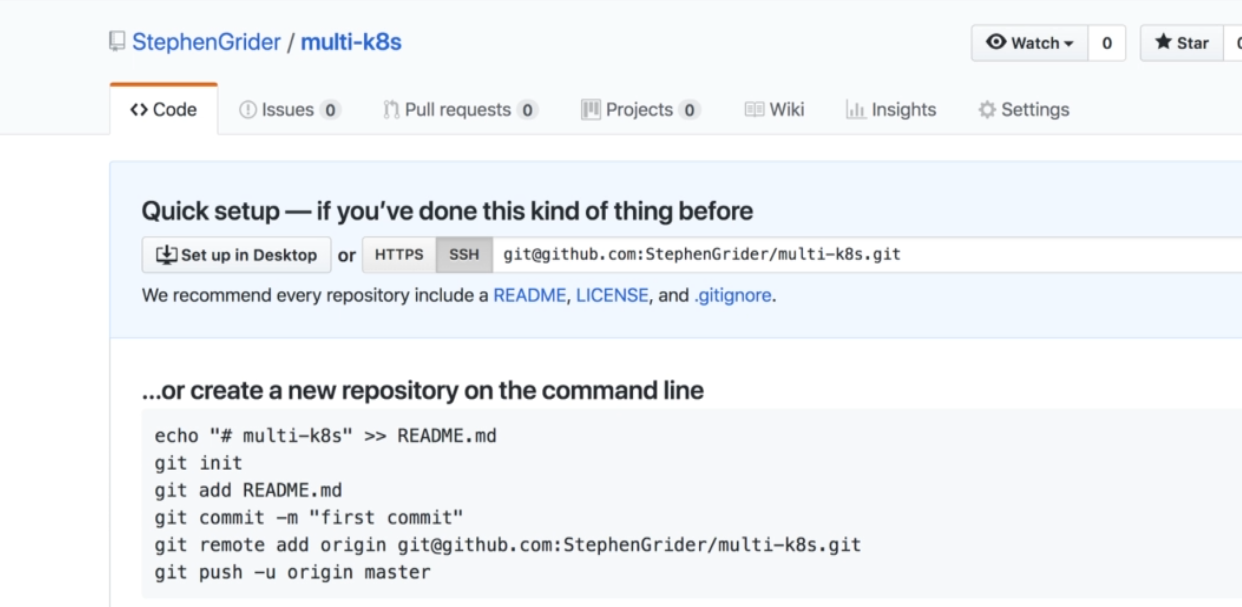 StephenGrider / multi-k8s
Watch 0 Star
Code Issues 0 Pull requests 0 Projects 0 Wiki Insights Settings
Quick setup — if you’ve done this kind of thing before
Set up in Desktop or HTTPS SSH git@github.com:StephenGrider/multi-k8s.git
We recommend every repository include a README, LICENSE, and .gitignore.
…or create a new repository on the command line
echo "# multi-k8s" >> README.md
git init
git add README.md
git commit -m "first commit"
git remote add origin git@github.com:StephenGrider/multi-k8s.git
git push -u origin master